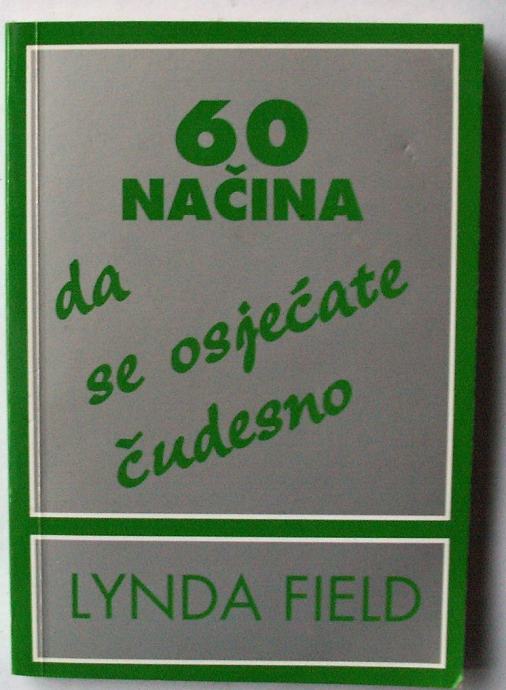 60
NAČINA
da
se osjećate
čudesno
LYNDA FIELD